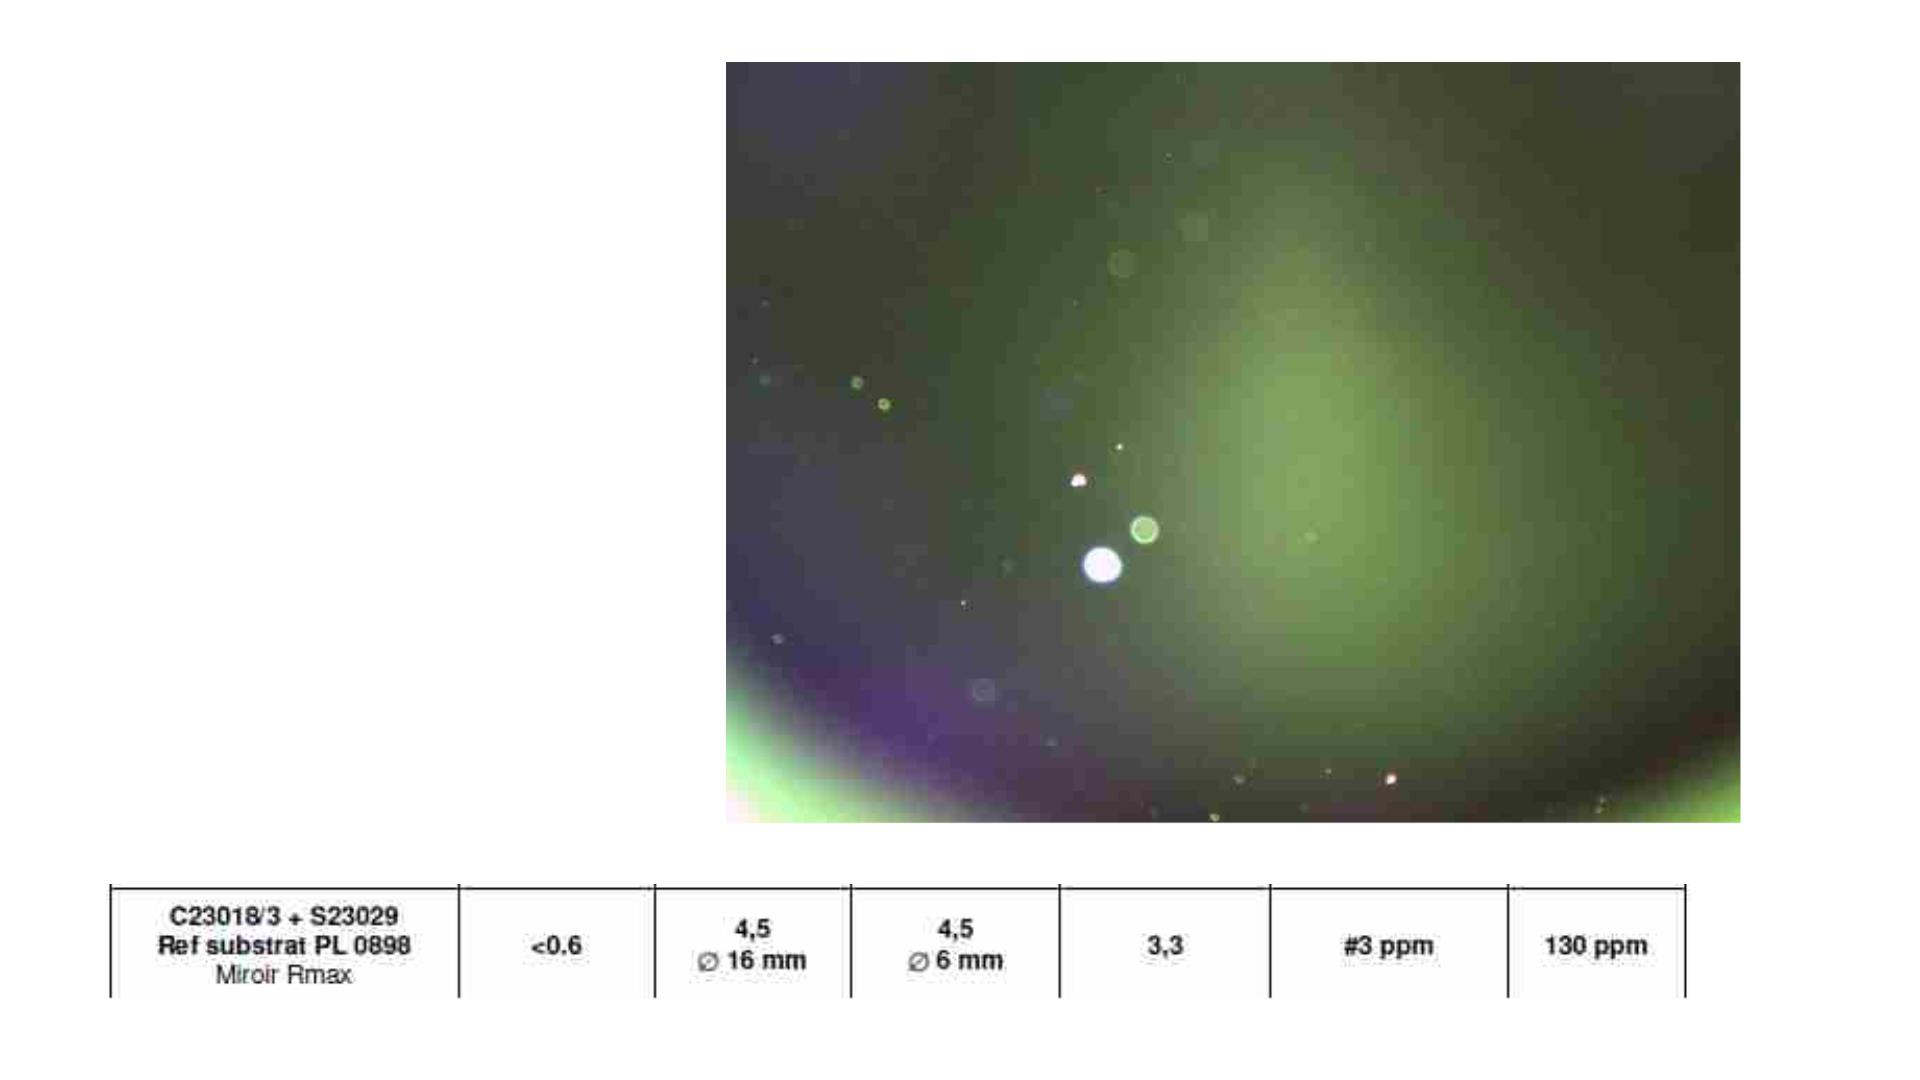 C23018/3 + S23029
Ref substrat PL 0898
Miroir Rmax
<0.6
4,5
∅ 16 mm
4,5
∅ 6 mm
3,3
#3 ppm
130 ppm